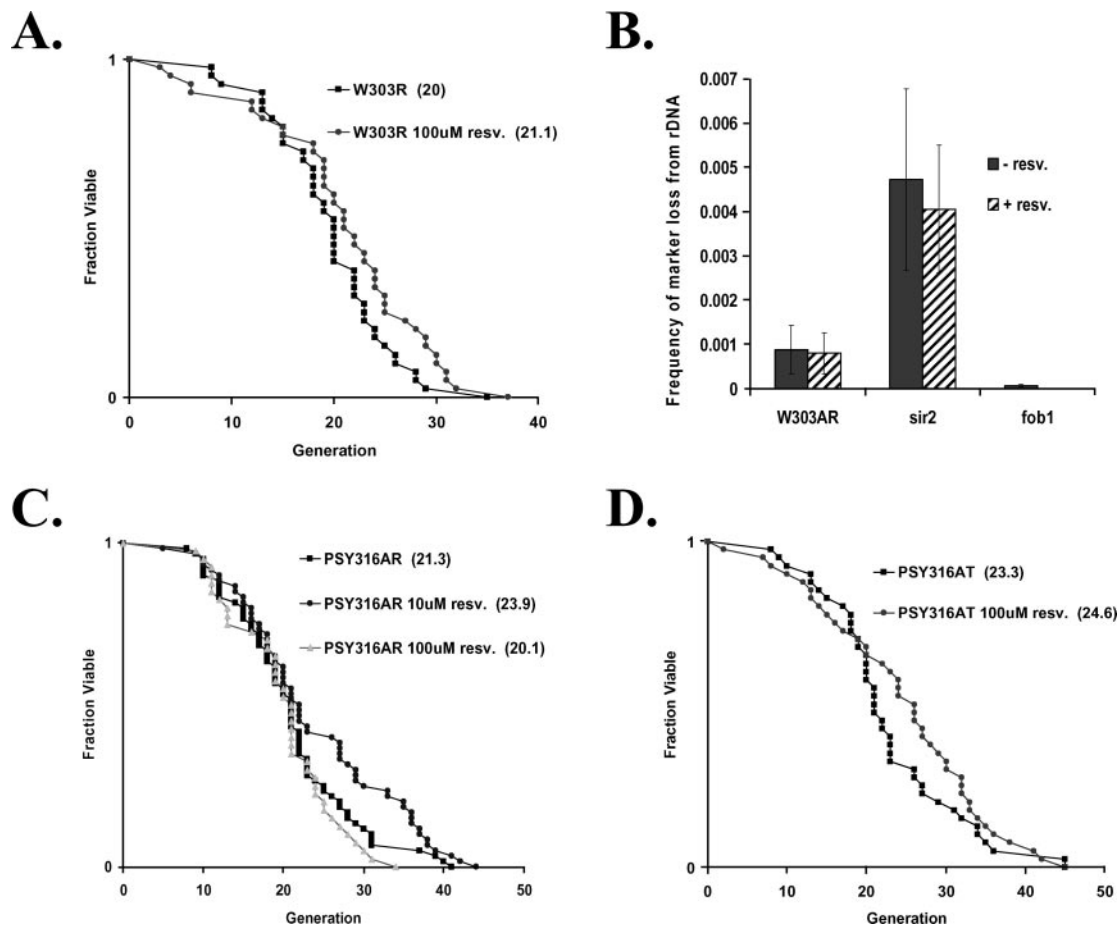 A.
1
Fraction Viable
0
W303R (20)
W303R 100uM resv. (21.1)
0 10 20 30 40
Generation
B.
Frequency of marker loss from rDNA
0.007
0.006
0.005
0.004
0.003
0.002
0.001
0
- resv.
+ resv.
W303AR sir2 fob1
C.
1
Fraction Viable
0
PSY316AR (21.3)
PSY316AR 10uM resv. (23.9)
PSY316AR 100uM resv. (20.1)
0 10 20 30 40 50
Generation
D.
1
Fraction Viable
0
PSY316AT (23.3)
PSY316AT 100uM resv. (24.6)
0 10 20 30 40 50
Generation